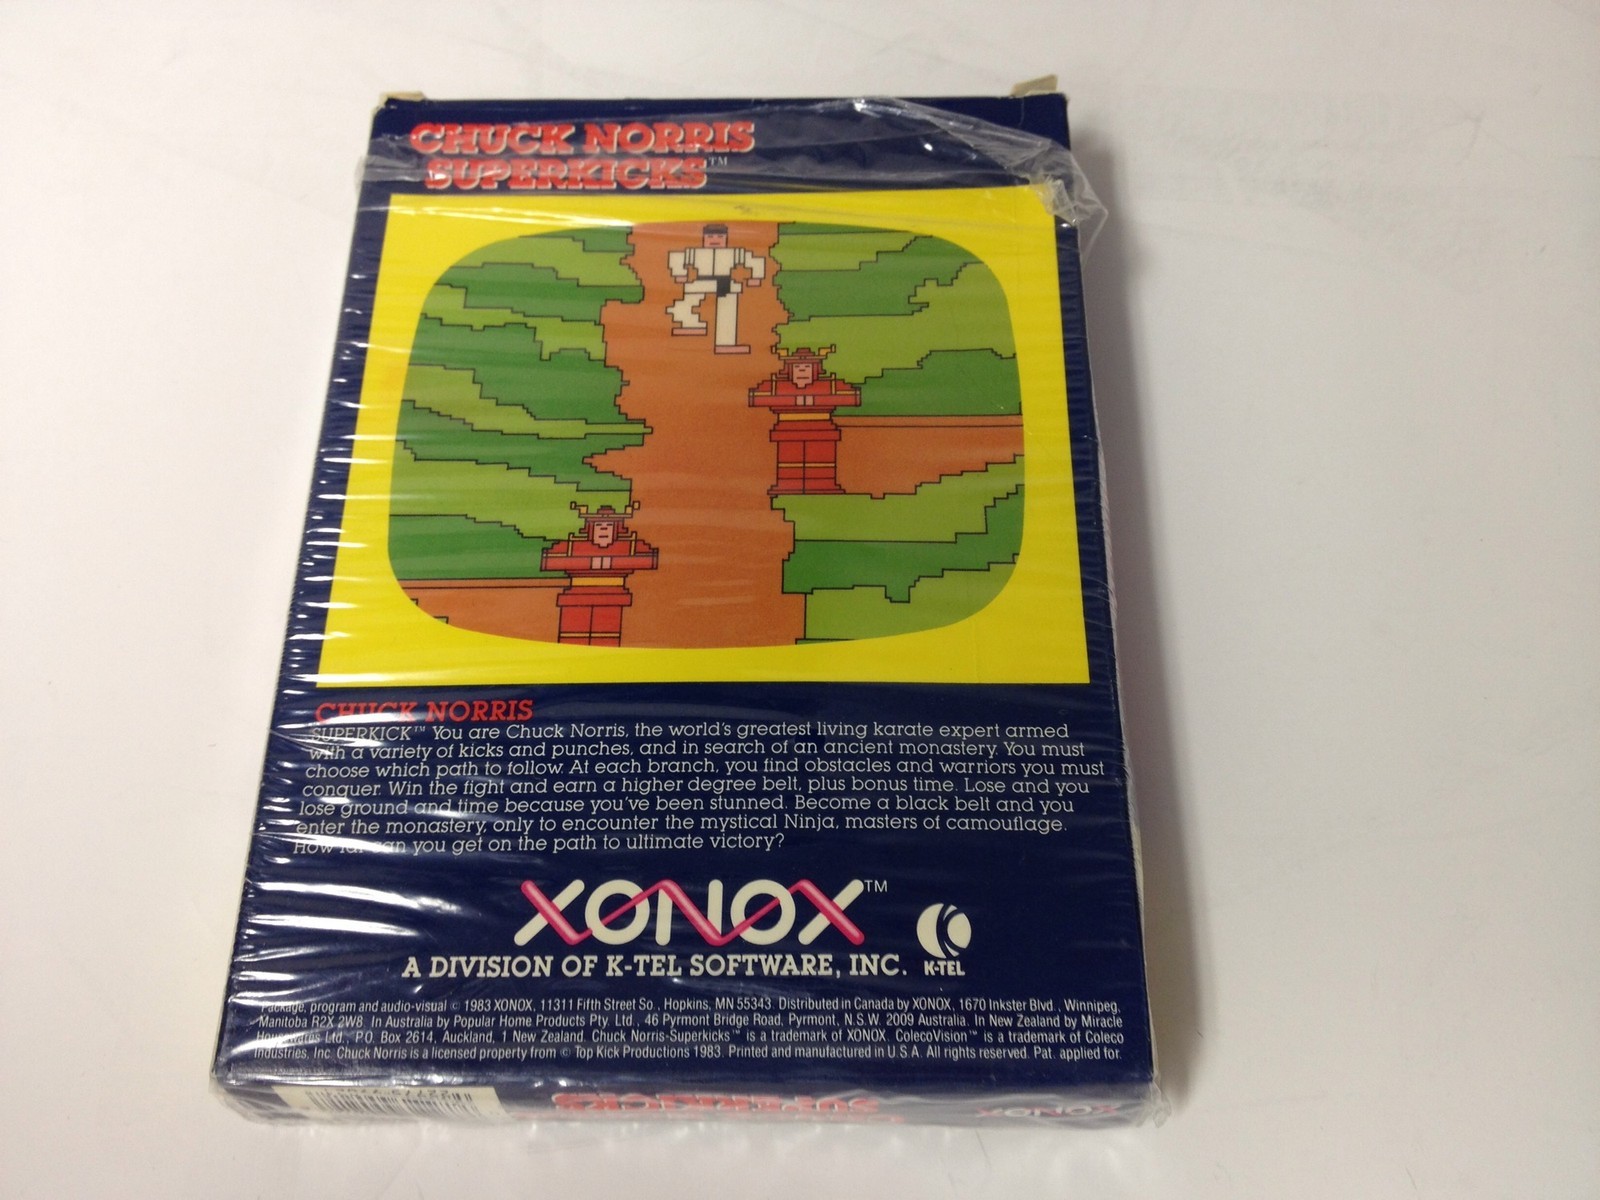 CHUCK NORRIS
SUPERKICKS™
CHUCK NORRIS
SUPERKICK™ You are Chuck Norris, the world's greatest living karate expert armed
with a variety of kicks and punches, and in search of an ancient monastery. You must
choose which path to follow. At each branch, you find obstacles and warriors you must
conquer. Win the fight and earn a higher degree belt, plus bonus time. Lose and you
lose ground and time because you've been stunned. Become a black belt and you
enter the monastery, only to encounter the mystical Ninja, masters of camouflage.
How far can you get on the path to ultimate victory?
XONOX™
A DIVISION OF K-TEL SOFTWARE, INC. K-TEL
Package, program and audio-visual © 1983 XONOX, 11311 Fifth Street So., Hopkins, MN 55343. Distributed in Canada by XONOX, 1670 Inkster Blvd., Winnipeg,
Manitoba R2X 2W8. In Australia by Popular Home Products Pty. Ltd., 46 Pyrmont Bridge Road, Pyrmont, N.S.W. 2009 Australia. In New Zealand by Miracle
Housewares Ltd., P.O. Box 2614, Auckland, 1 New Zealand. Chuck Norris-Superkicks™ is a trademark of XONOX. ColecoVision™ is a trademark of Coleco
Industries, Inc. Chuck Norris is a licensed property from © Top Kick Productions 1983. Printed and manufactured in U.S.A. All rights reserved. Pat. applied for.
SUPERKICKS
XONOX